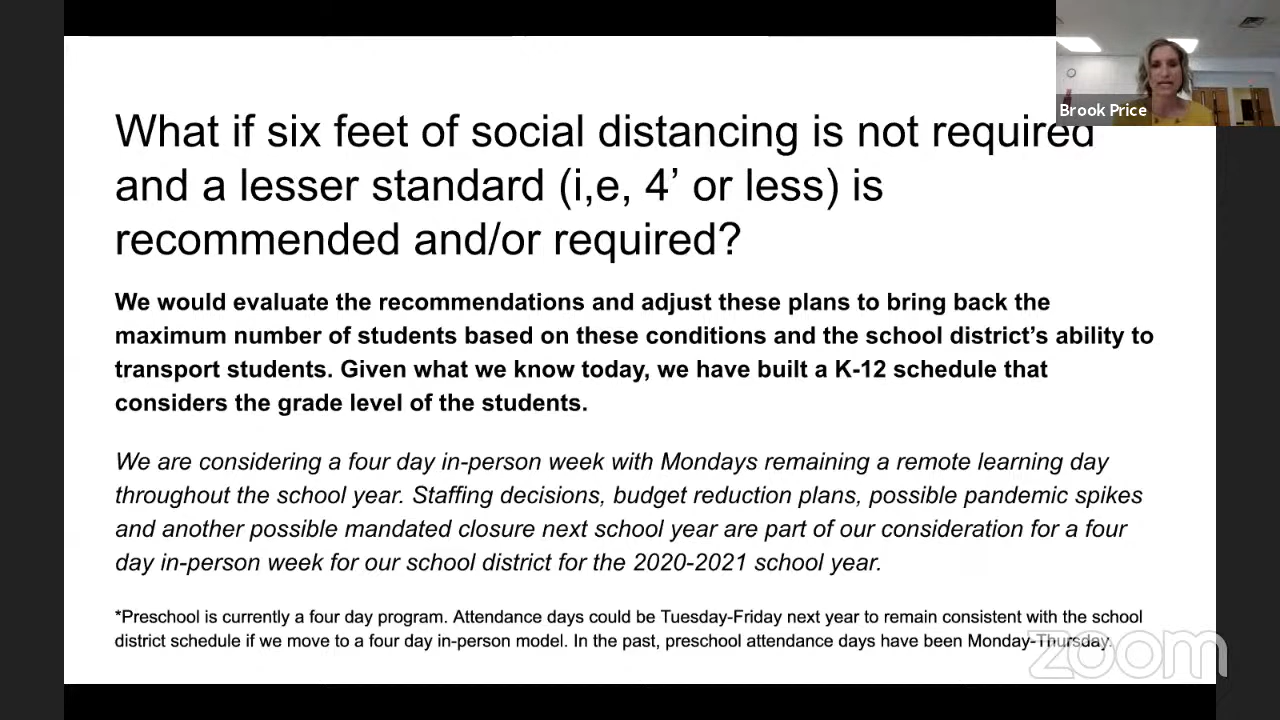 Brook Price
What if six feet of social distancing is not required
and a lesser standard (i,e, 4’ or less) is
recommended and/or required?
We would evaluate the recommendations and adjust these plans to bring back the
maximum number of students based on these conditions and the school district’s ability to
transport students. Given what we know today, we have built a K-12 schedule that
considers the grade level of the students.
We are considering a four day in-person week with Mondays remaining a remote learning day
throughout the school year. Staffing decisions, budget reduction plans, possible pandemic spikes
and another possible mandated closure next school year are part of our consideration for a four
day in-person week for our school district for the 2020-2021 school year.
*Preschool is currently a four day program. Attendance days could be Tuesday-Friday next year to remain consistent with the school
district schedule if we move to a four day in-person model. In the past, preschool attendance days have been Monday-Thursday.
zoom